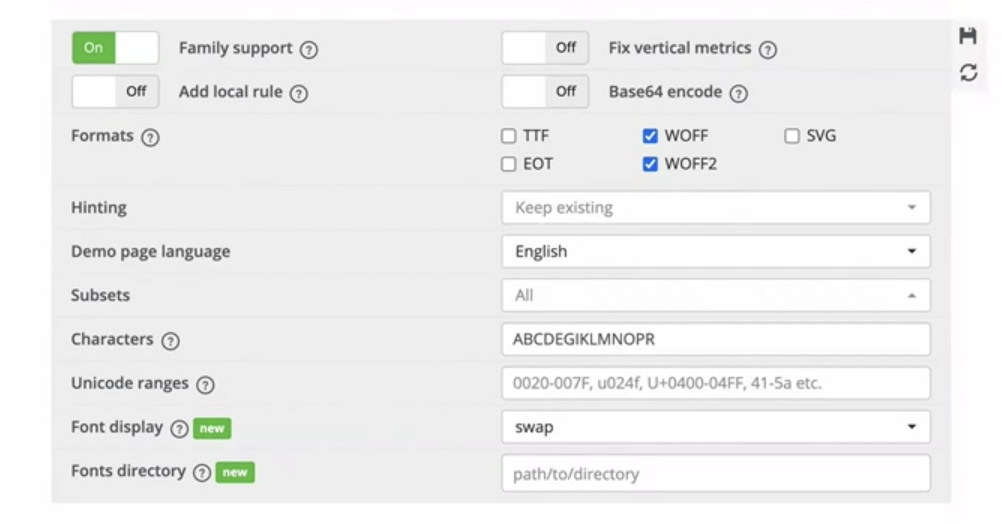 On Family support ? Off Fix vertical metrics ?
Off Add local rule ? Off Base64 encode ?
Formats ? TTF WOFF SVG
EOT WOFF2
Hinting Keep existing
Demo page language English
Subsets All
Characters ? ABCDEGIKLMNOPR
Unicode ranges ? 0020-007F, u024f, U+0400-04FF, 41-5a etc.
Font display ? new swap
Fonts directory ? new path/to/directory